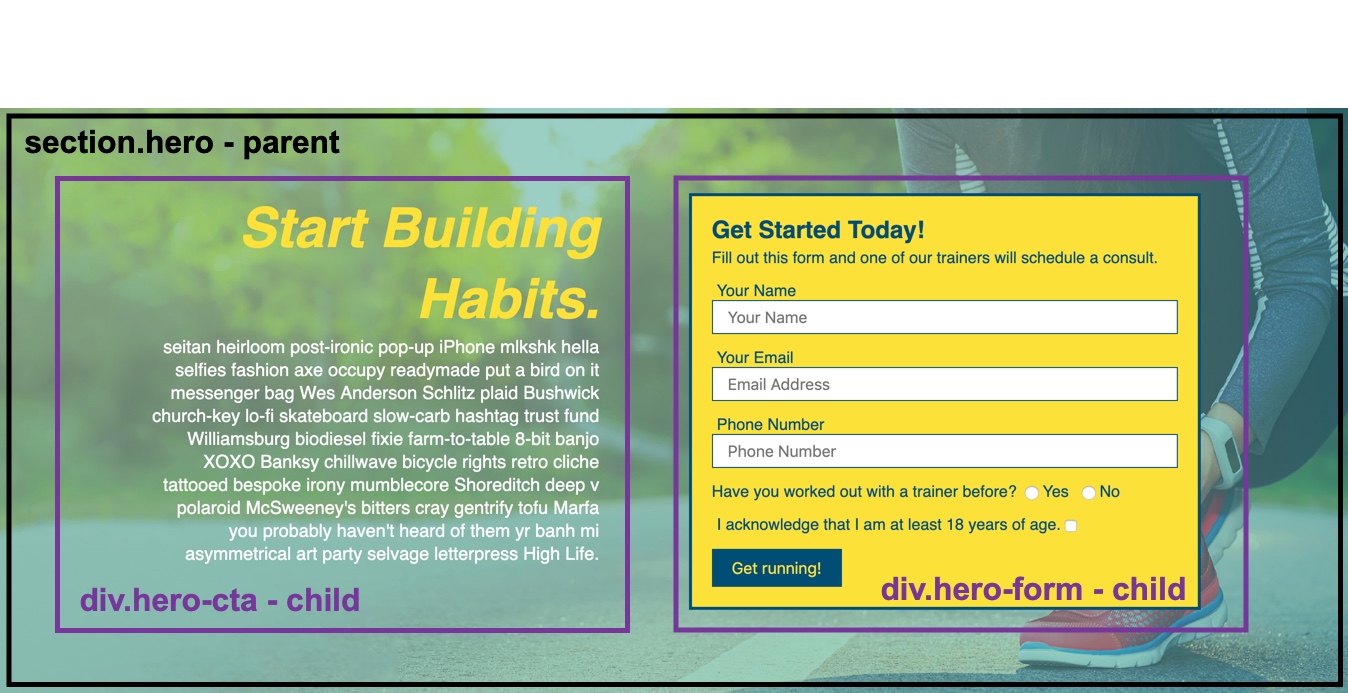 section.hero - parent
Start Building
Habits.
seitan heirloom post-ironic pop-up iPhone mlkshk hella
selfies fashion axe occupy readymade put a bird on it
messenger bag Wes Anderson Schlitz plaid Bushwick
church-key lo-fi skateboard slow-carb hashtag trust fund
Williamsburg biodiesel fixie farm-to-table 8-bit banjo
XOXO Banksy chillwave bicycle rights retro cliche
tattooed bespoke irony mumblecore Shoreditch deep v
polaroid McSweeney's bitters cray gentrify tofu Marfa
you probably haven't heard of them yr banh mi
asymmetrical art party selvage letterpress High Life.
div.hero-cta - child
Get Started Today!
Fill out this form and one of our trainers will schedule a consult.
Your Name
Your Name
Your Email
Email Address
Phone Number
Phone Number
Have you worked out with a trainer before? Yes No
I acknowledge that I am at least 18 years of age.
Get running!
div.hero-form - child